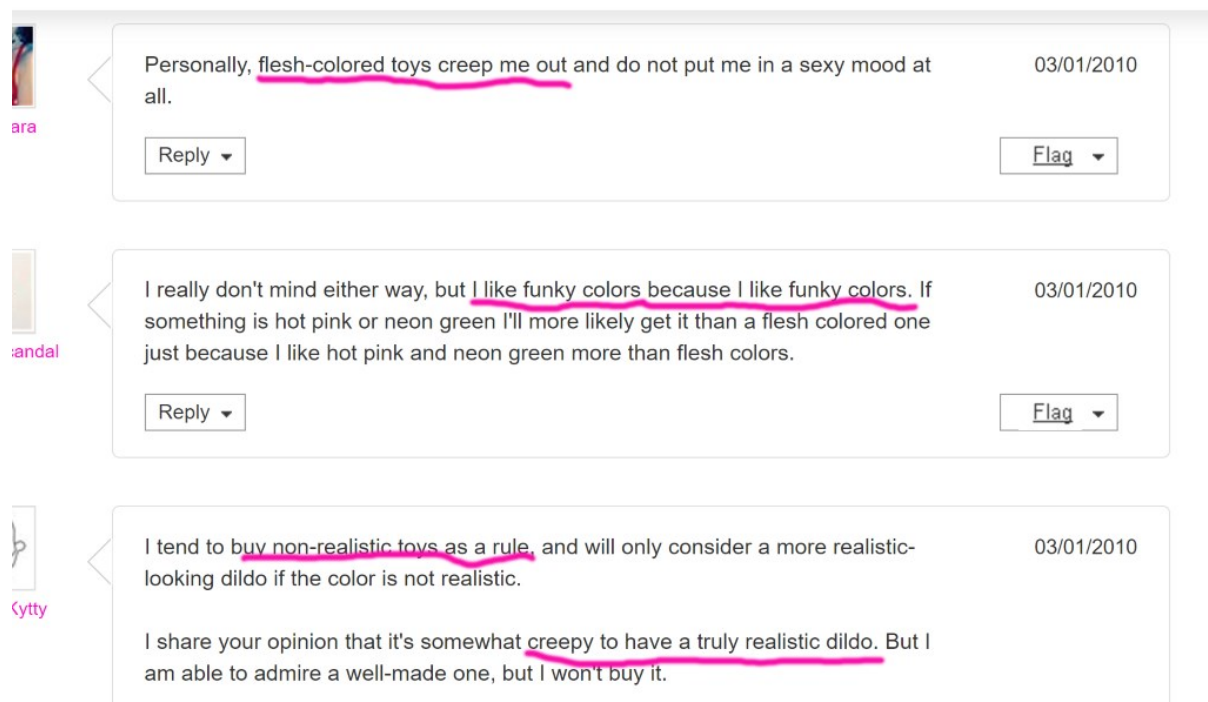 Personally, flesh-colored toys creep me out and do not put me in a sexy mood at
03/01/2010
all.
ara
Reply
Flag
I really don't mind either way, but I like funky colors because I like funky colors. If
03/01/2010
something is hot pink or neon green I'll more likely get it than a flesh colored one
just because I like hot pink and neon green more than flesh colors.
andal
Reply
Flag
I tend to buy non-realistic toys as a rule, and will only consider a more realistic-
03/01/2010
looking dildo if the color is not realistic.
Kytty
I share your opinion that it's somewhat creepy to have a truly realistic dildo. But I
am able to admire a well-made one, but I won't buy it.